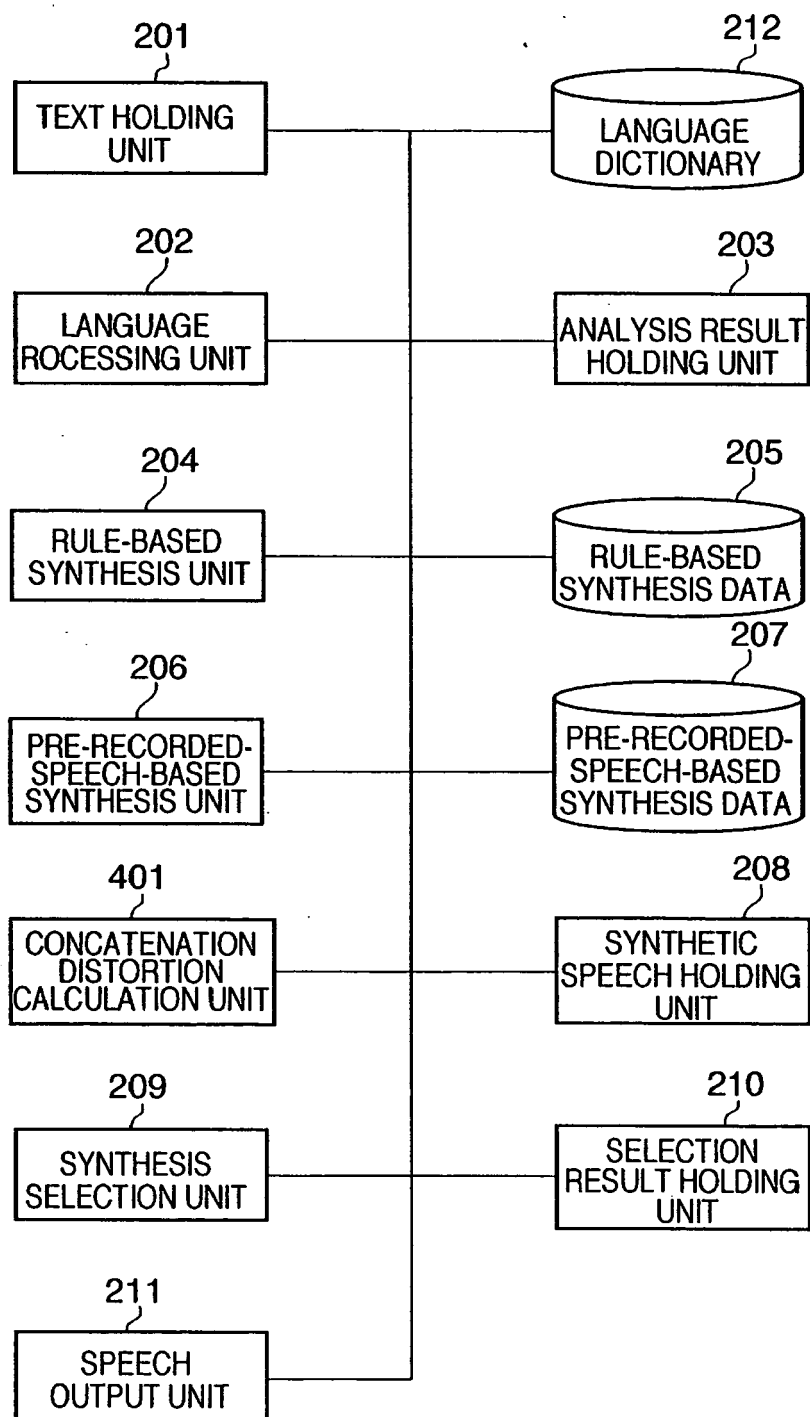 201
TEXT HOLDING
UNIT
212
LANGUAGE
DICTIONARY
202
LANGUAGE
ROCESSING UNIT
203
ANALYSIS RESULT
HOLDING UNIT
204
RULE-BASED
SYNTHESIS UNIT
205
RULE-BASED
SYNTHESIS DATA
206
PRE-RECORDED-
SPEECH-BASED
SYNTHESIS UNIT
207
PRE-RECORDED-
SPEECH-BASED
SYNTHESIS DATA
401
CONCATENATION
DISTORTION
CALCULATION UNIT
208
SYNTHETIC
SPEECH HOLDING
UNIT
209
SYNTHESIS
SELECTION UNIT
210
SELECTION
RESULT HOLDING
UNIT
211
SPEECH
OUTPUT UNIT